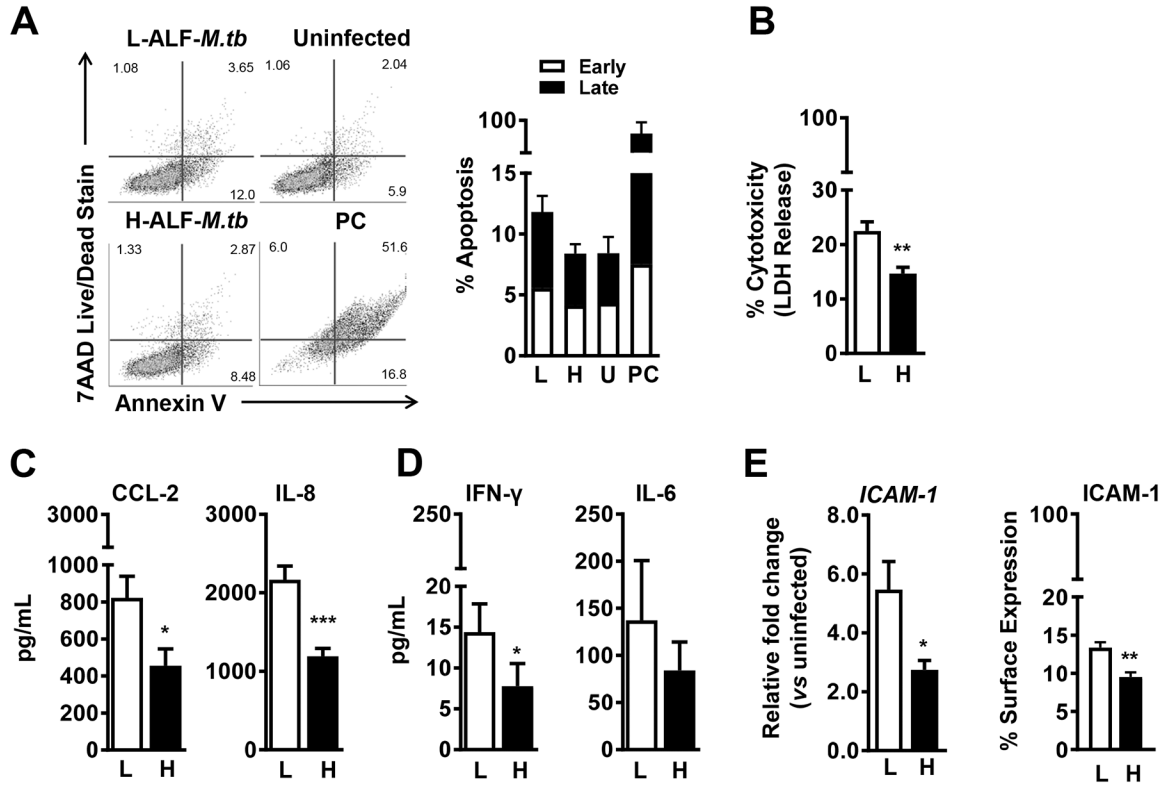 A
L-ALF-M.tb
Uninfected
1.08
3.65
12.0
1.06
2.04
5.9
H-ALF-M.tb
PC
1.33
2.87
8.48
6.0
51.6
16.8
7AAD Live/Dead Stain
Annexin V
Early
Late
% Apoptosis
100
15
10
5
0
L H U PC
B
% Cytotoxicity
(LDH Release)
100
30
20
10
0
**
L H
C
CCL-2
pg/mL
3000
1000
800
600
400
200
0
*
L H
IL-8
3000
2000
1000
0
***
L H
D
IFN-γ
pg/mL
250
20
15
10
5
0
*
L H
IL-6
250
200
150
100
50
0
L H
E
ICAM-1
Relative fold change
(vs uninfected)
8.0
6.0
4.0
2.0
0.0
*
L H
ICAM-1
% Surface Expression
100
20
15
10
5
0
**
L H